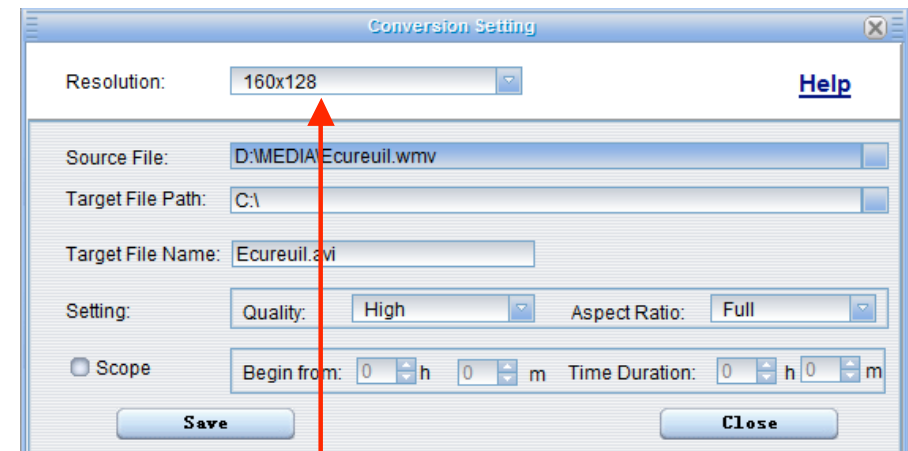 Conversion Setting
Resolution: 160x128 Help
Source File: D:\MEDIA\Ecureuil.wmv
Target File Path: C:\
Target File Name: Ecureuil.avi
Setting: Quality: High Aspect Ratio: Full
Scope Begin from: 0 h 0 m Time Duration: 0 h 0 m
Save Close